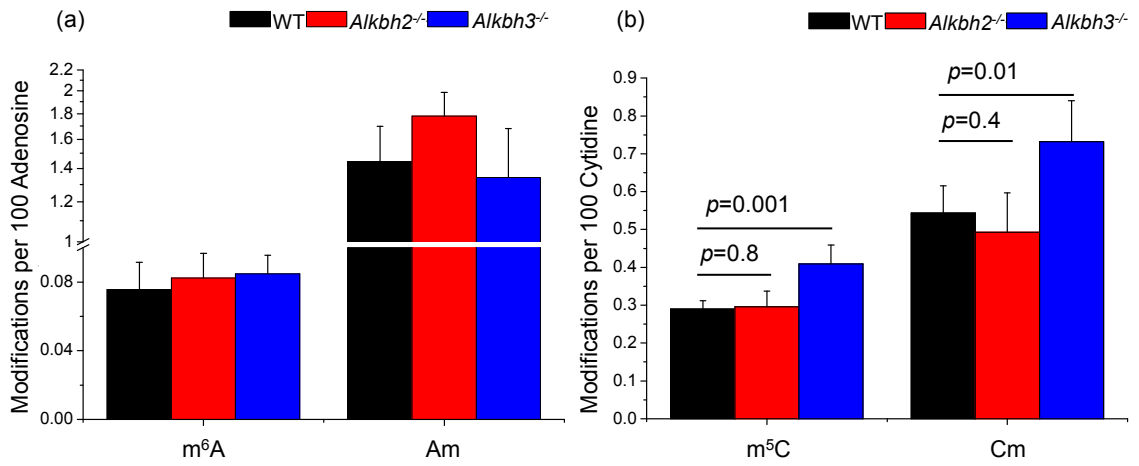 (a)
WT Alkbh2-/- Alkbh3-/-
Modifications per 100 Adenosine
2.2
2
1.8
1.6
1.4
1.2
1
0.08
0.04
0.00
m⁶A Am
(b)
WT Alkbh2-/- Alkbh3-/-
Modifications per 100 Cytidine
0.9
0.8
0.7
0.6
0.5
0.4
0.3
0.2
0.1
0.0
p=0.01
p=0.4
p=0.001
p=0.8
m⁵C Cm